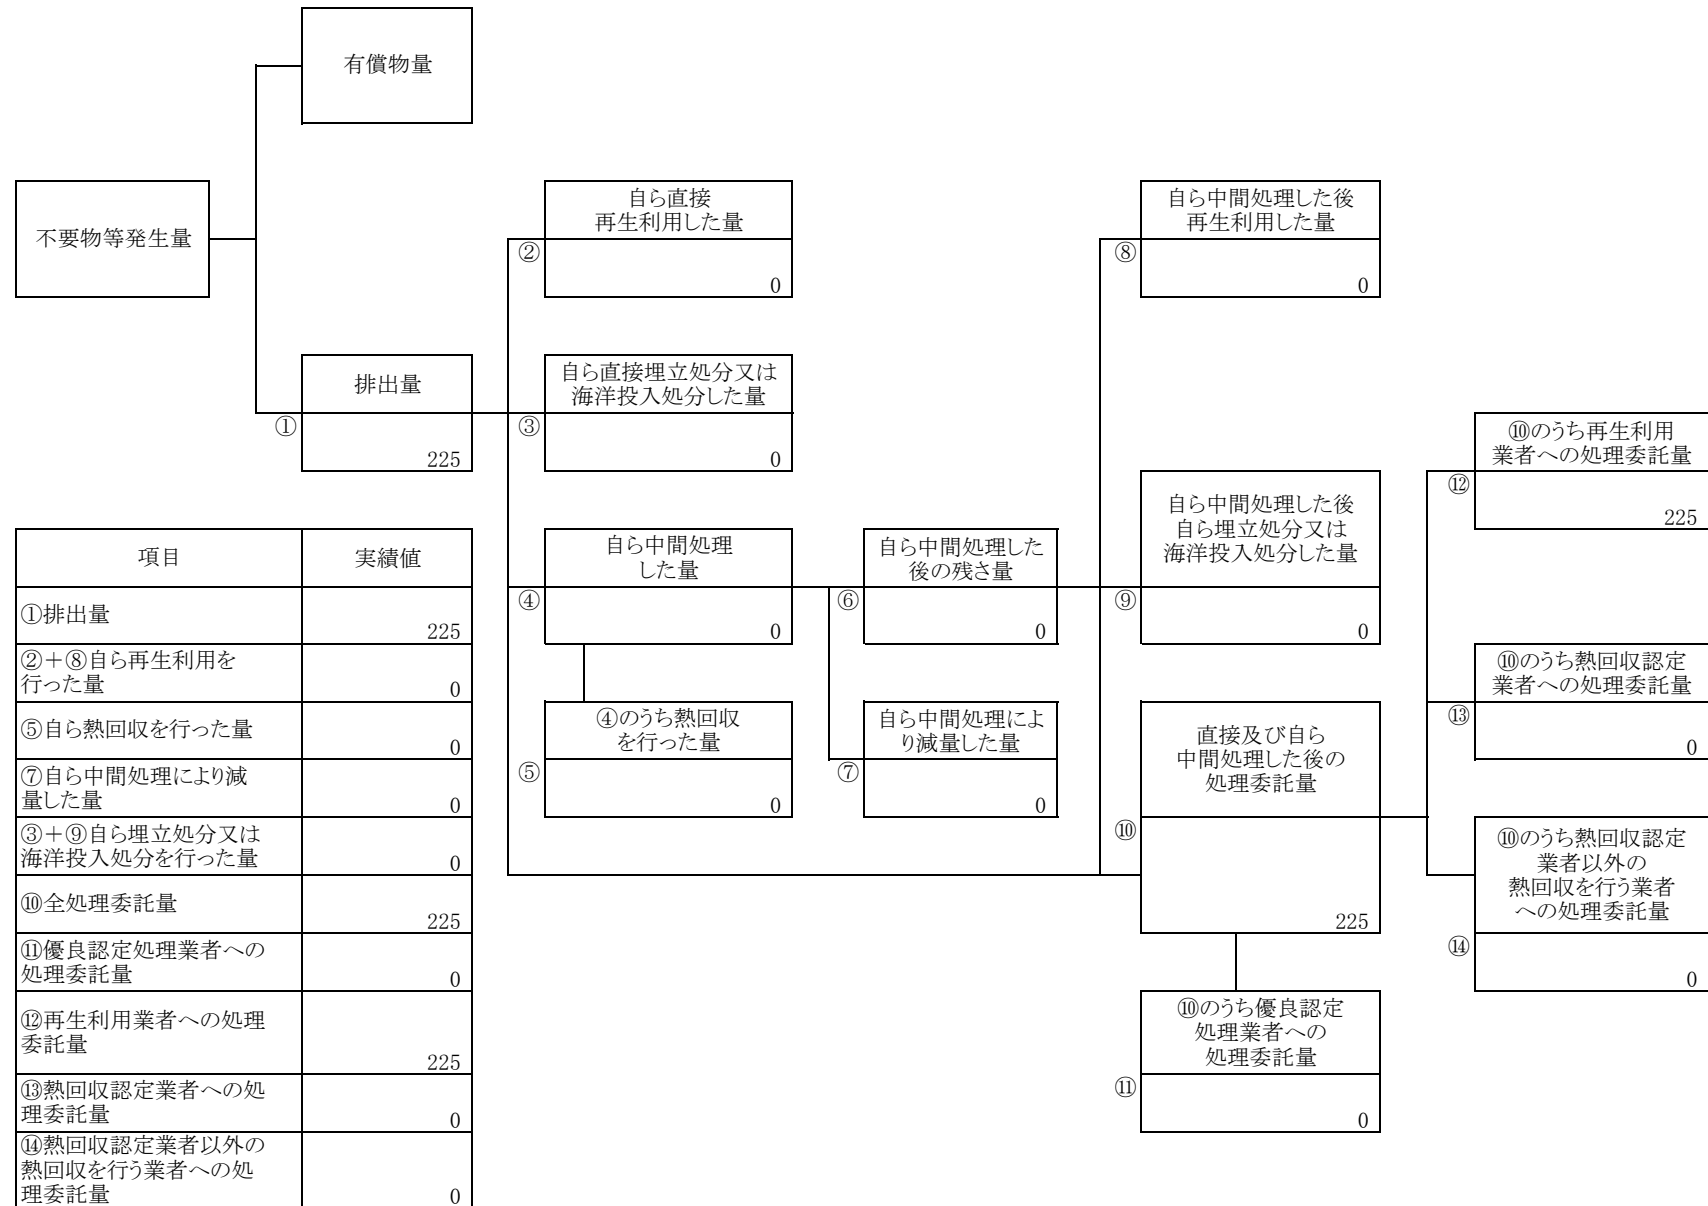 有償物量
不要物等発生量
自ら直接
再生利用した量
②
0
自ら中間処理した後
再生利用した量
⑧
0
排出量
①
225
自ら直接埋立処分又は
海洋投入処分した量
③
0
⑩のうち再生利用
業者への処理委託量
⑫
225
自ら中間処理
した量
④
0
自ら中間処理した
後の残さ量
⑥
0
自ら中間処理した後
自ら埋立処分又は
海洋投入処分した量
⑨
0
⑩のうち熱回収認定
業者への処理委託量
⑬
0
④のうち熱回収
を行った量
⑤
0
自ら中間処理によ
り減量した量
⑦
0
直接及び自ら
中間処理した後の
処理委託量
⑩
225
⑩のうち熱回収認定
業者以外の
熱回収を行う業者
への処理委託量
⑭
0
⑩のうち優良認定
処理業者への
処理委託量
⑪
0
項目 実績値
①排出量
225
②+⑧自ら再生利用を
行った量
0
⑤自ら熱回収を行った量
0
⑦自ら中間処理により減
量した量
0
③+⑨自ら埋立処分又は
海洋投入処分を行った量
0
⑩全処理委託量
225
⑪優良認定処理業者への
処理委託量
0
⑫再生利用業者への処理
委託量
225
⑬熱回収認定業者への処
理委託量
0
⑭熱回収認定業者以外の
熱回収を行う業者への処
理委託量
0